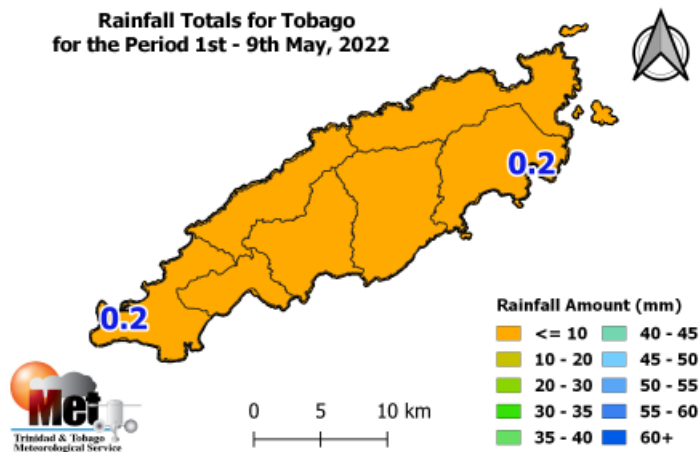 Rainfall Totals for Tobago
for the Period 1st - 9th May, 2022
0.2
0.2
Rainfall Amount (mm)
<= 10
10 - 20
20 - 30
30 - 35
35 - 40
40 - 45
45 - 50
50 - 55
55 - 60
60+
0 5 10 km
Met
Trinidad & Tobago
Meteorological Service